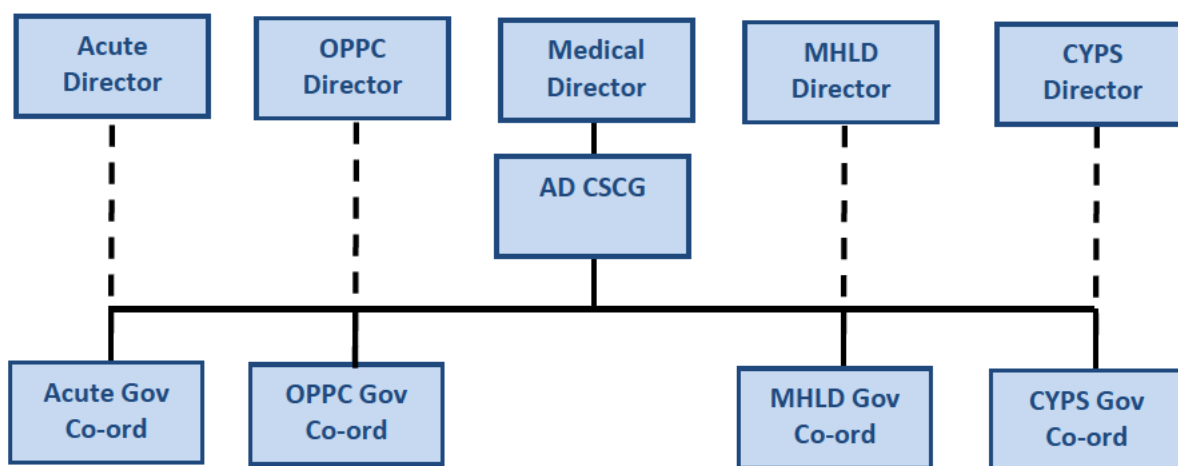 Acute
Director
OPPC
Director
Medical
Director
MHLD
Director
CYPS
Director
AD CSCG
Acute Gov
Co-ord
OPPC Gov
Co-ord
MHLD Gov
Co-ord
CYPS Gov
Co-ord